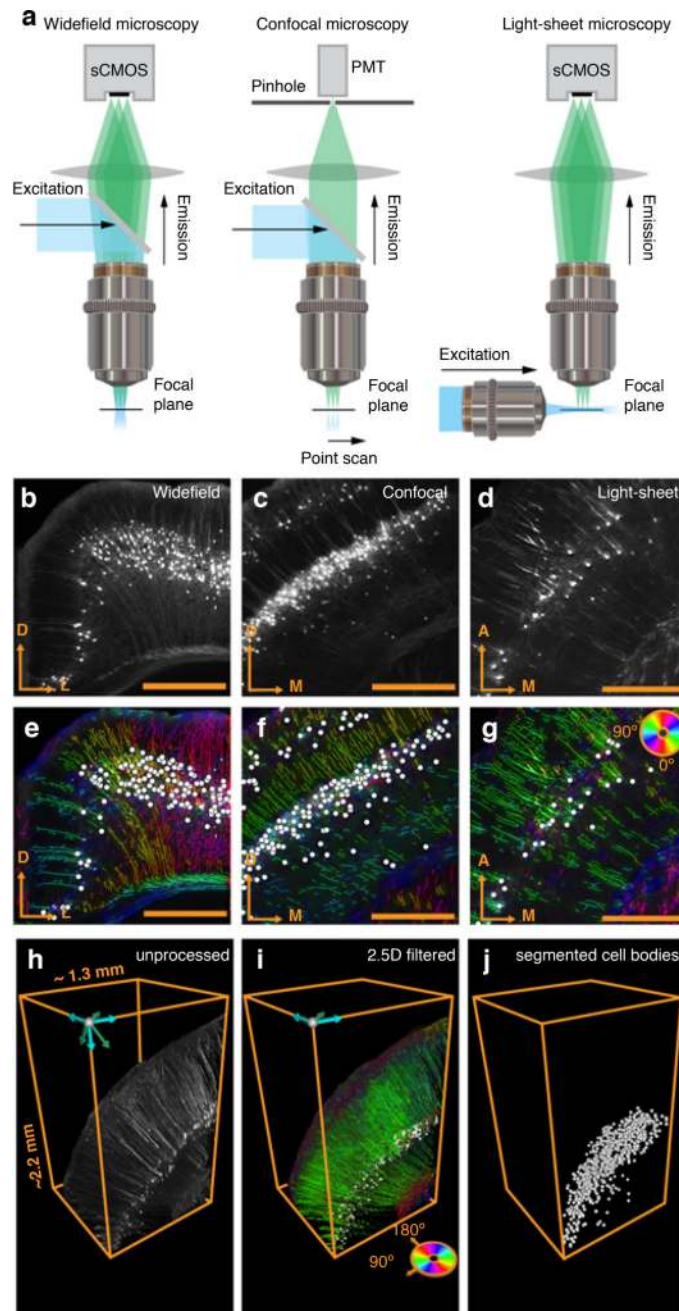 a
Widefield microscopy
Confocal microscopy
Light-sheet microscopy
sCMOS
PMT
sCMOS
Pinhole
Excitation
Emission
Excitation
Emission
Emission
Excitation
Focal
plane
Focal
plane
Focal
plane
Point scan
b
Widefield
D
L
c
Confocal
D
M
d
Light-sheet
A
M
e
D
L
f
D
M
g
90°
0°
A
M
h
unprocessed
~ 1.3 mm
~2.2 mm
i
2.5D filtered
180°
90°
j
segmented cell bodies